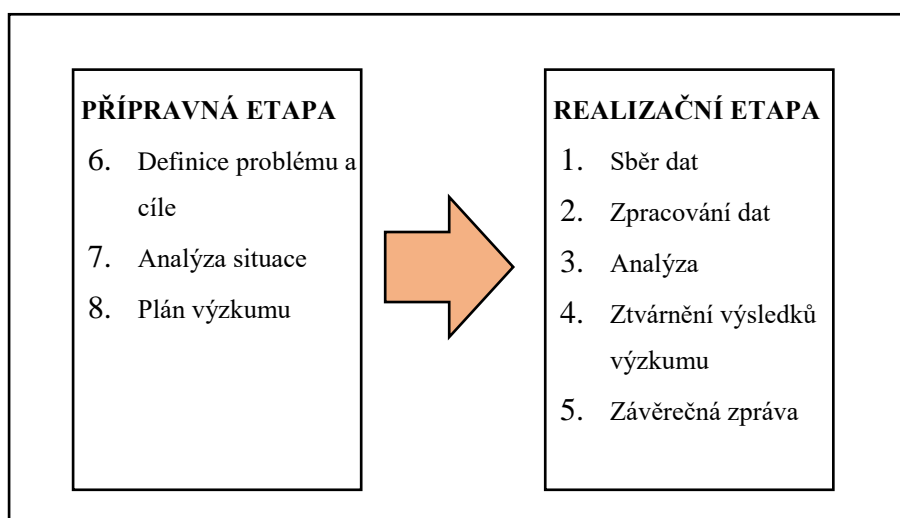 PŘÍPRAVNÁ ETAPA
6. Definice problému a
cíle
7. Analýza situace
8. Plán výzkumu
REALIZAČNÍ ETAPA
1. Sběr dat
2. Zpracování dat
3. Analýza
4. Ztvárnění výsledků
výzkumu
5. Závěrečná zpráva